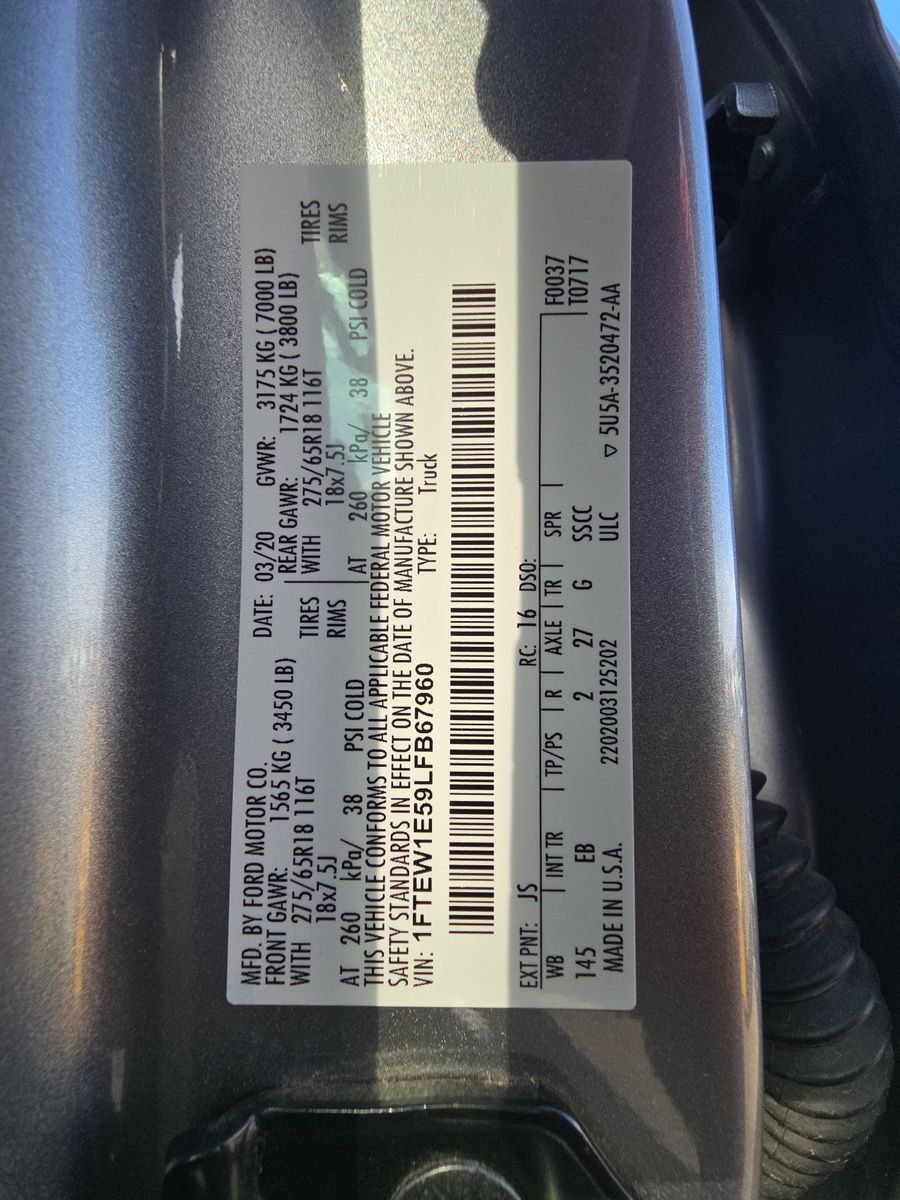 MFD. BY FORD MOTOR CO. DATE: 03/20 GVWR: 3175 KG ( 7000 LB)
FRONT GAWR: 1565 KG ( 3450 LB) REAR GAWR: 1724 KG ( 3800 LB)
WITH 275/65R18 116T TIRES WITH 275/65R18 116T TIRES
18x7.5J RIMS 18x7.5J RIMS
AT 260 kPa/ 38 PSI COLD AT 260 kPa/ 38 PSI COLD
THIS VEHICLE CONFORMS TO ALL APPLICABLE FEDERAL MOTOR VEHICLE
SAFETY STANDARDS IN EFFECT ON THE DATE OF MANUFACTURE SHOWN ABOVE.
VIN: 1FTEW1E59LFB67960 TYPE: Truck
EXT PNT: JS RC: 16 DSO: F0037
WB INT TR TP/PS R AXLE TR SPR T0717
145 EB 2 27 G SSCC
MADE IN U.S.A. 2202003125202 ULC ▽ 5U5A-3520472-AA